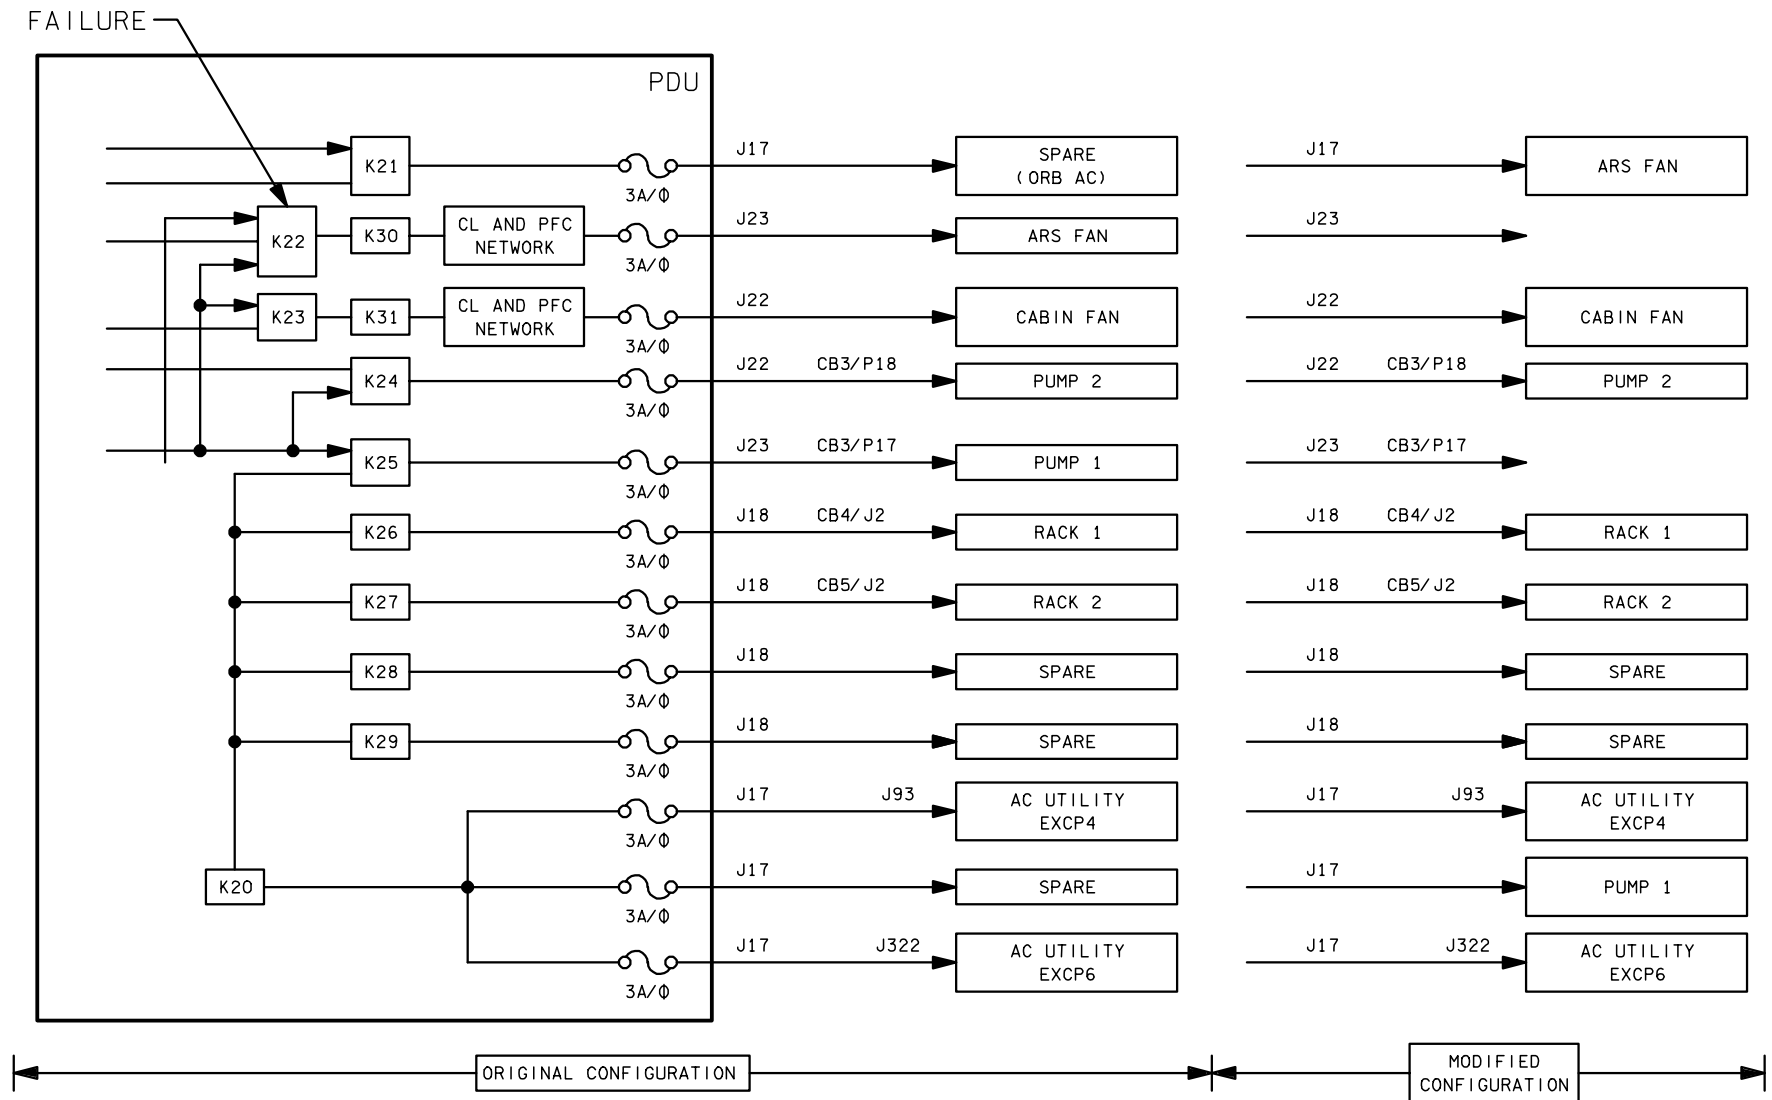 FAILURE
PDU
K21
3A/Φ
J17
SPARE
(ORB AC)
J17
ARS FAN
K22
K30
CL AND PFC
NETWORK
3A/Φ
J23
ARS FAN
J23
K23
K31
CL AND PFC
NETWORK
3A/Φ
J22
CABIN FAN
J22
CABIN FAN
K24
3A/Φ
J22 CB3/P18
PUMP 2
J22 CB3/P18
PUMP 2
K25
3A/Φ
J23 CB3/P17
PUMP 1
J23 CB3/P17
K26
3A/Φ
J18 CB4/J2
RACK 1
J18 CB4/J2
RACK 1
K27
3A/Φ
J18 CB5/J2
RACK 2
J18 CB5/J2
RACK 2
K28
3A/Φ
J18
SPARE
J18
SPARE
K29
3A/Φ
J18
SPARE
J18
SPARE
3A/Φ
J17 J93
AC UTILITY
EXCP4
J17 J93
AC UTILITY
EXCP4
K20
3A/Φ
J17
SPARE
J17
PUMP 1
3A/Φ
J17 J322
AC UTILITY
EXCP6
J17 J322
AC UTILITY
EXCP6
ORIGINAL CONFIGURATION
MODIFIED
CONFIGURATION